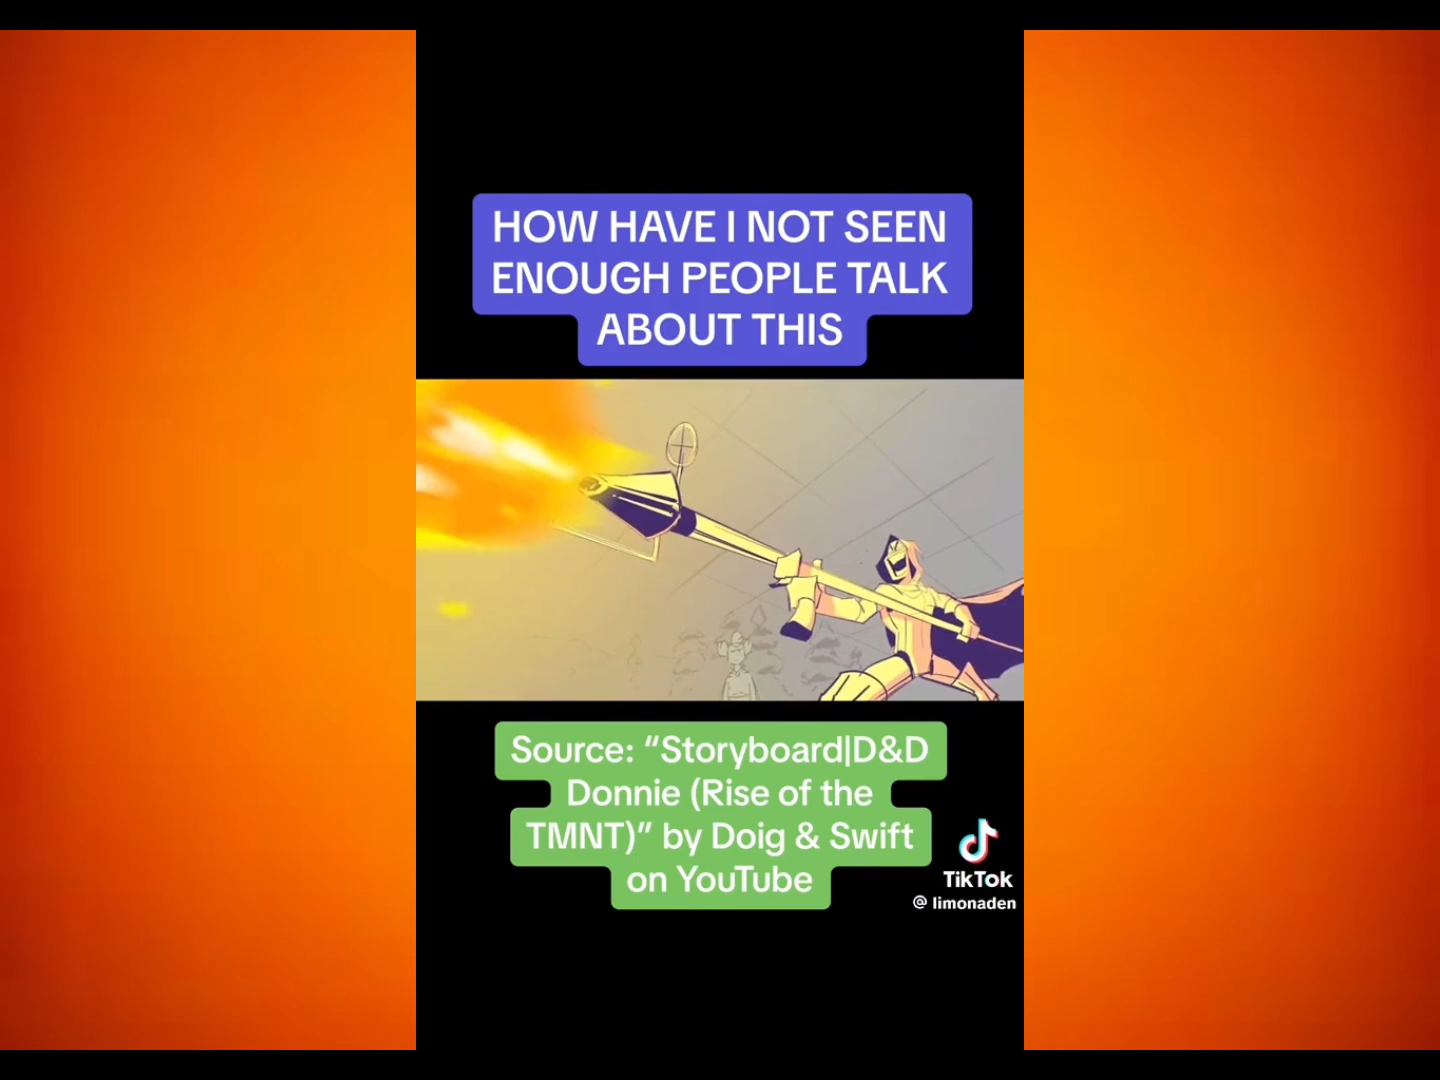 HOW HAVE I NOT SEEN
ENOUGH PEOPLE TALK
ABOUT THIS
Source: “Storyboard|D&D
Donnie (Rise of the
TMNT)” by Doig & Swift
on YouTube
TikTok
@ limonaden